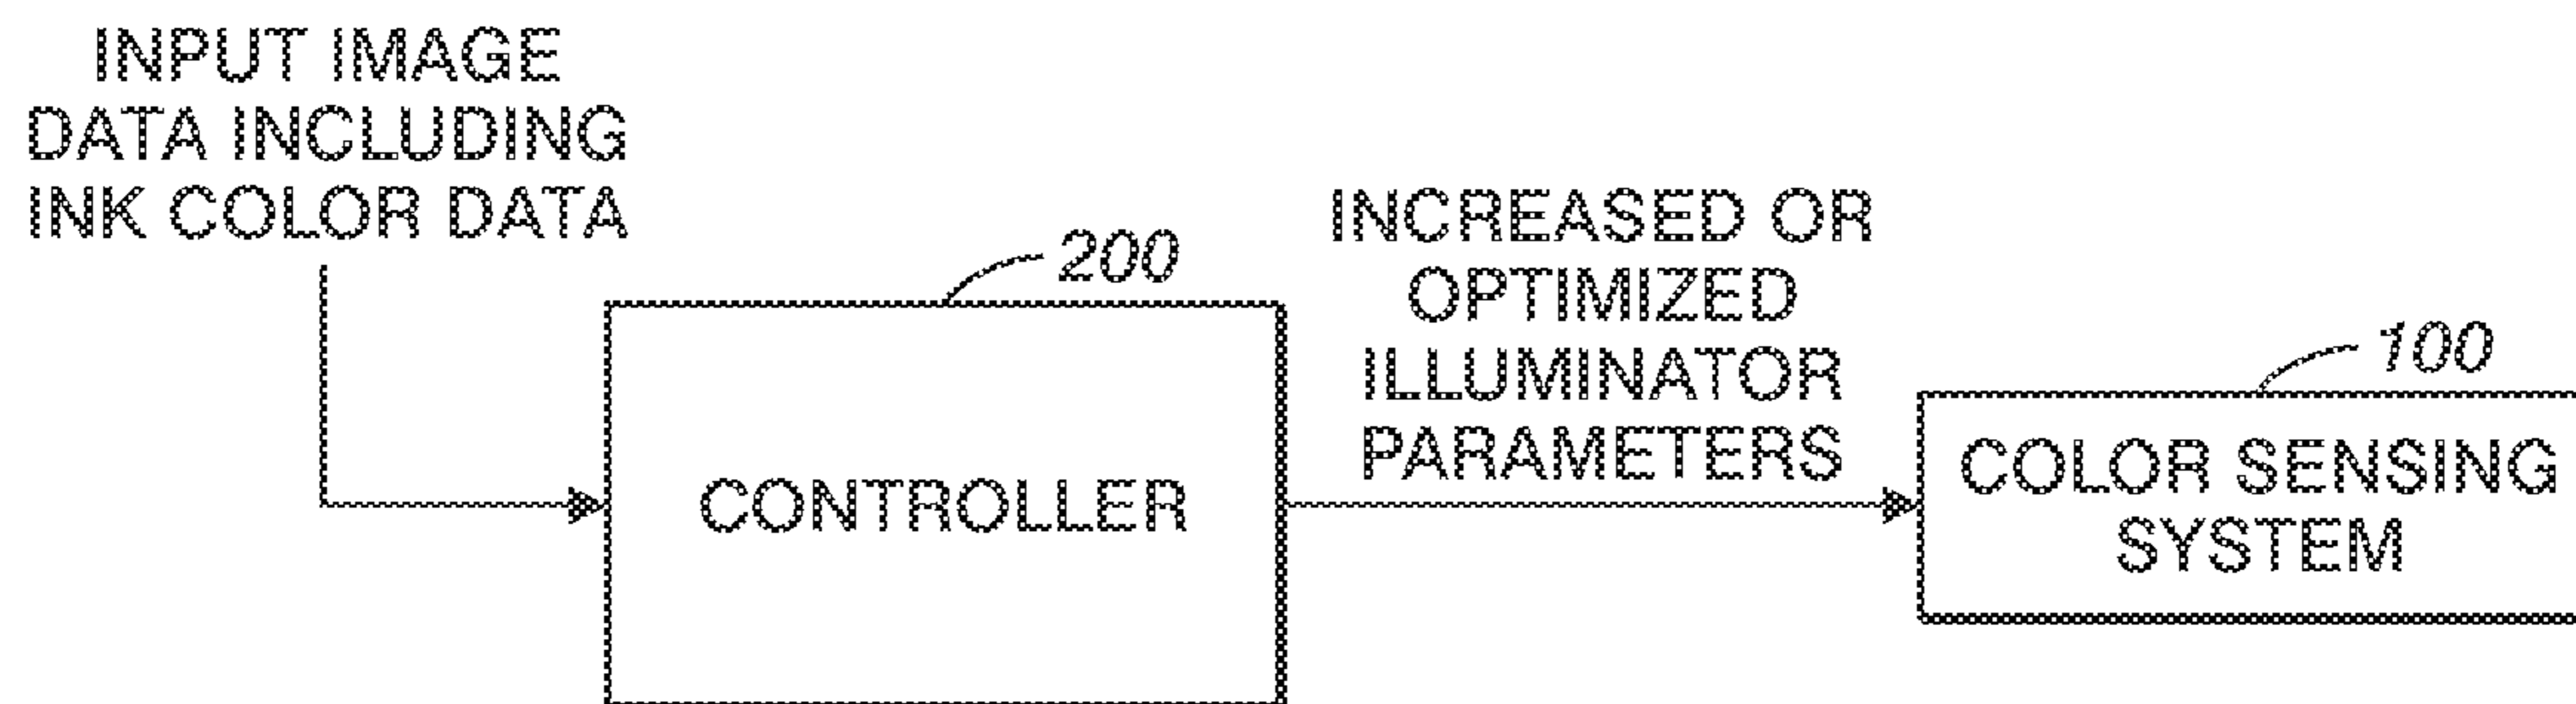 INPUT IMAGE
DATA INCLUDING
INK COLOR DATA
200
CONTROLLER
INCREASED OR
OPTIMIZED
ILLUMINATOR
PARAMETERS
100
COLOR SENSING
SYSTEM